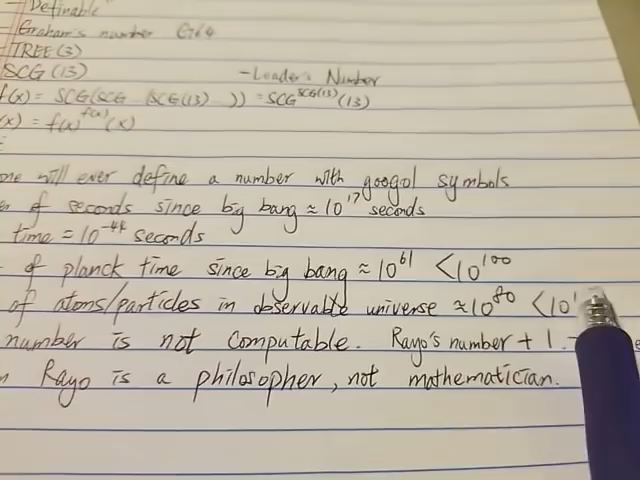 - Definable
- Graham's number G64
- TREE(3)
SCG(13) - Loader's Number
f(x) = SCG(SCG (SCG(13) )) = SCG^SCG(13) (13)
(x) = f(x)^f(x) (x)
one will ever define a number with googol symbols
er of seconds since big bang ≈ 10^17 seconds
time = 10^-44 seconds
of planck time since big bang ≈ 10^61 < 10^100
of atoms/particles in observable universe ≈ 10^80 < 10^1
number is not computable. Rayo's number + 1.
n Rayo is a philosopher, not mathematician.